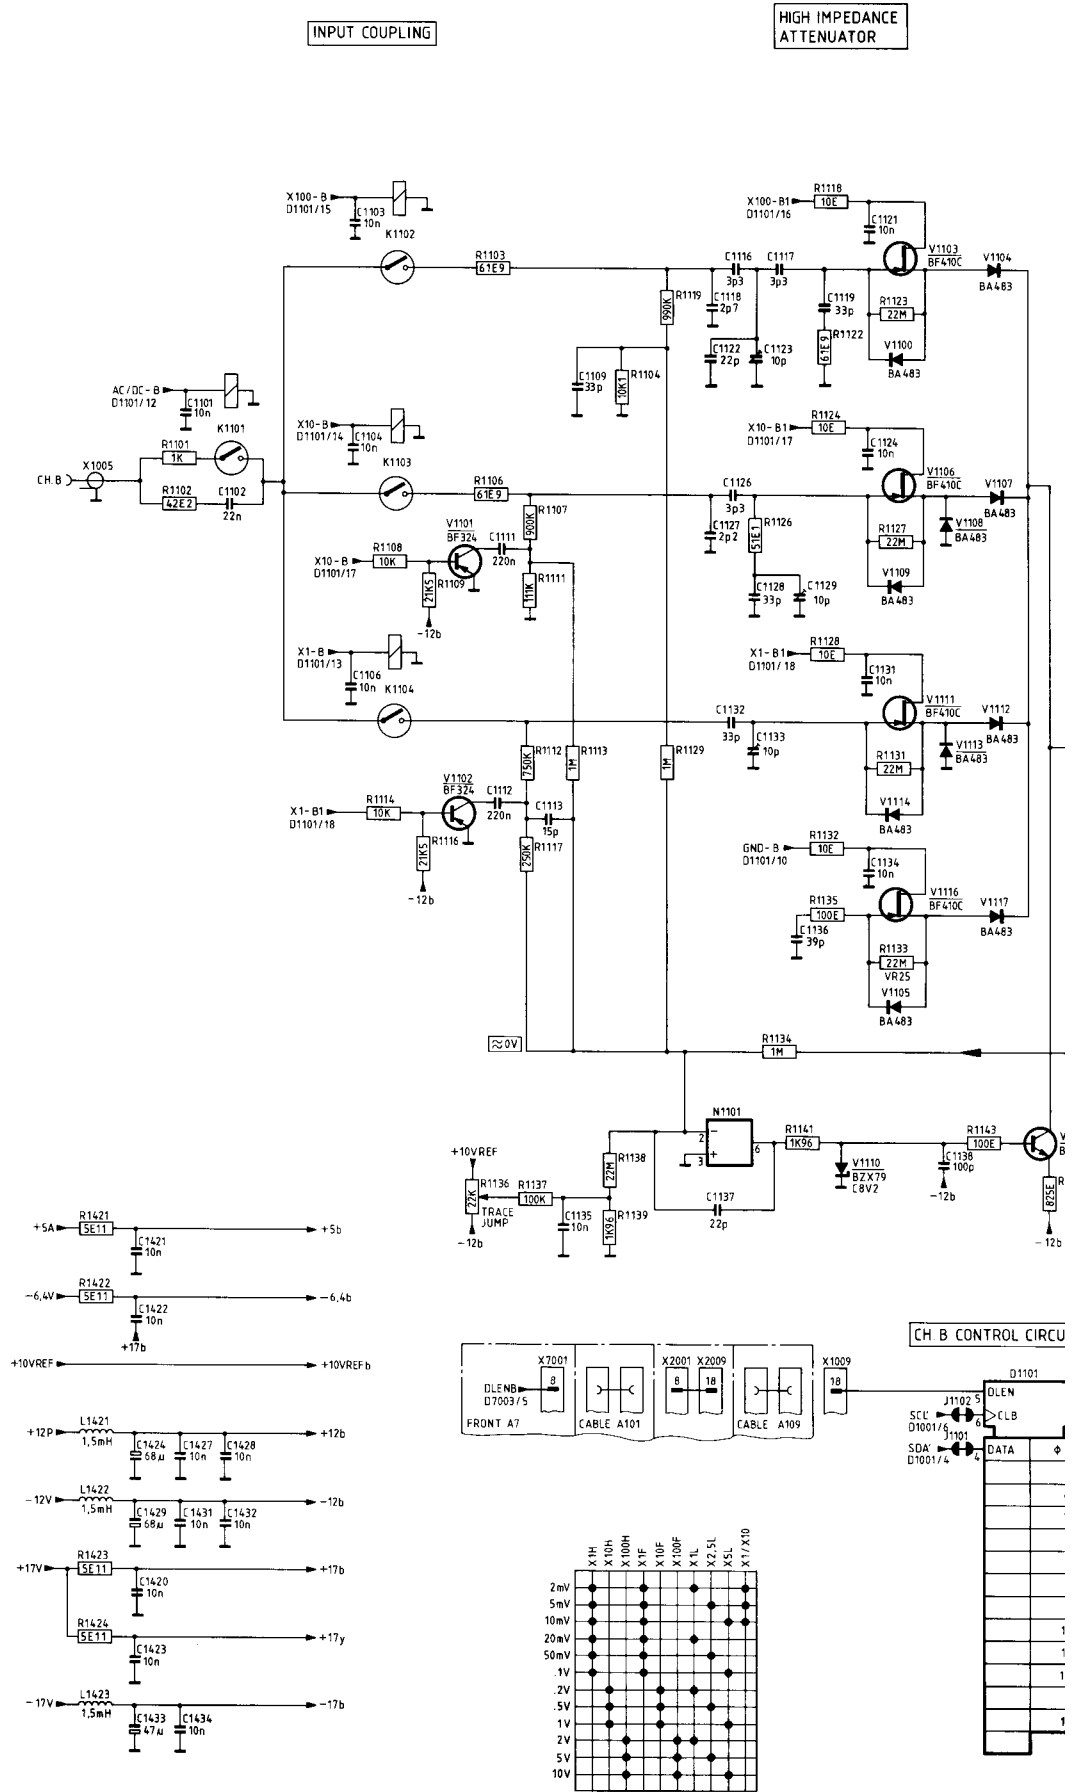 INPUT COUPLING
HIGH IMPEDANCE
ATTENUATOR
X100-B
D1101/15
C1103
10n
K1102
R1103
61E9
R1119
990K
C1109
33p
R1104
10K1
C1116
3p3
C1117
3p3
C1118
2p7
C1122
22p
C1123
10p
C1119
33p
R1122
61E9
X100-B1
D1101/16
R1118
10E
C1121
10n
V1103
BF410C
V1104
BA483
R1123
22M
V1100
BA483
AC/DC-B
D1101/12
C1101
10n
K1101
CH.B
X1005
R1101
1K
R1102
42E2
C1102
22n
X10-B
D1101/14
C1104
10n
K1103
R1106
61E9
R1107
900K
V1101
BF324
C1111
220n
R1111
111K
X10-B
D1101/17
R1108
10K
R1109
21K5
-12b
C1126
3p3
C1127
2p2
R1126
51E1
C1128
33p
C1129
10p
X10-B1
D1101/17
R1124
10E
C1124
10n
V1106
BF410C
V1107
BA483
R1127
22M
V1108
BA483
V1109
BA483
X1-B
D1101/13
C1106
10n
K1104
C1132
33p
C1133
10p
R1112
750K
R1113
1M
R1129
1M
X1-B1
D1101/18
R1128
10E
C1131
10n
V1111
BF410C
V1112
BA483
R1131
22M
V1113
BA483
V1114
BA483
X1-B1
D1101/18
R1114
10K
V1102
BF324
C1112
220n
C1113
15p
R1116
21K5
R1117
250K
-12b
GND-B
D1101/10
R1132
10E
C1134
10n
R1135
100E
C1136
39p
V1116
BF410C
V1117
BA483
R1133
22M
VR25
V1105
BA483
≈0V
R1134
1M
N1101
2
3
6
-
+
R1141
1K96
R1143
100E
V1110
BZX79
C8V2
C1138
100p
-12b
825E
-12b
+10VREF
R1136
22K
TRACE
JUMP
-12b
R1137
100K
C1135
10n
R1138
22M
R1139
1K96
C1137
22p
+5A
R1421
5E11
C1421
10n
+5b
-6,4V
R1422
5E11
C1422
10n
+17b
-6,4b
+10VREF
+10VREFb
+12P
L1421
1,5mH
C1424
68µ
C1427
10n
C1428
10n
+12b
-12V
L1422
1,5mH
C1429
68µ
C1431
10n
C1432
10n
-12b
+17V
R1423
5E11
C1420
10n
+17b
R1424
5E11
C1423
10n
+17y
-17V
L1423
1,5mH
C1433
47µ
C1434
10n
-17b
X7001
8
DLENB
D7003/5
FRONT A7
CABLE A101
X2001
8
X2009
18
CABLE A109
X1009
18
CH.B CONTROL CIRCU
D1101
DLEN
5
CLB
6
DATA
4
ϕ
SCL'
D1001/6
J1102
SDA'
D1001/4
J1101
X1H
X10H
X100H
X1F
X10F
X100F
X1L
X2,5L
X5L
X1/X10
2mV
5mV
10mV
20mV
50mV
.1V
.2V
.5V
1V
2V
5V
10V